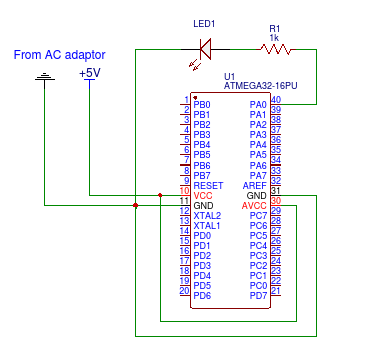 LED1
R1
1k
From AC adaptor
+5V
U1
ATMEGA32-16PU
1 PB0 PA0 40
2 PB1 PA1 39
3 PB2 PA2 38
4 PB3 PA3 37
5 PB4 PA4 36
6 PB5 PA5 35
7 PB6 PA6 34
8 PB7 PA7 33
9 RESET AREF 32
10 VCC GND 31
11 GND AVCC 30
12 XTAL2 PC7 29
13 XTAL1 PC6 28
14 PD0 PC5 27
15 PD1 PC4 26
16 PD2 PC3 25
17 PD3 PC2 24
18 PD4 PC1 23
19 PD5 PC0 22
20 PD6 PD7 21